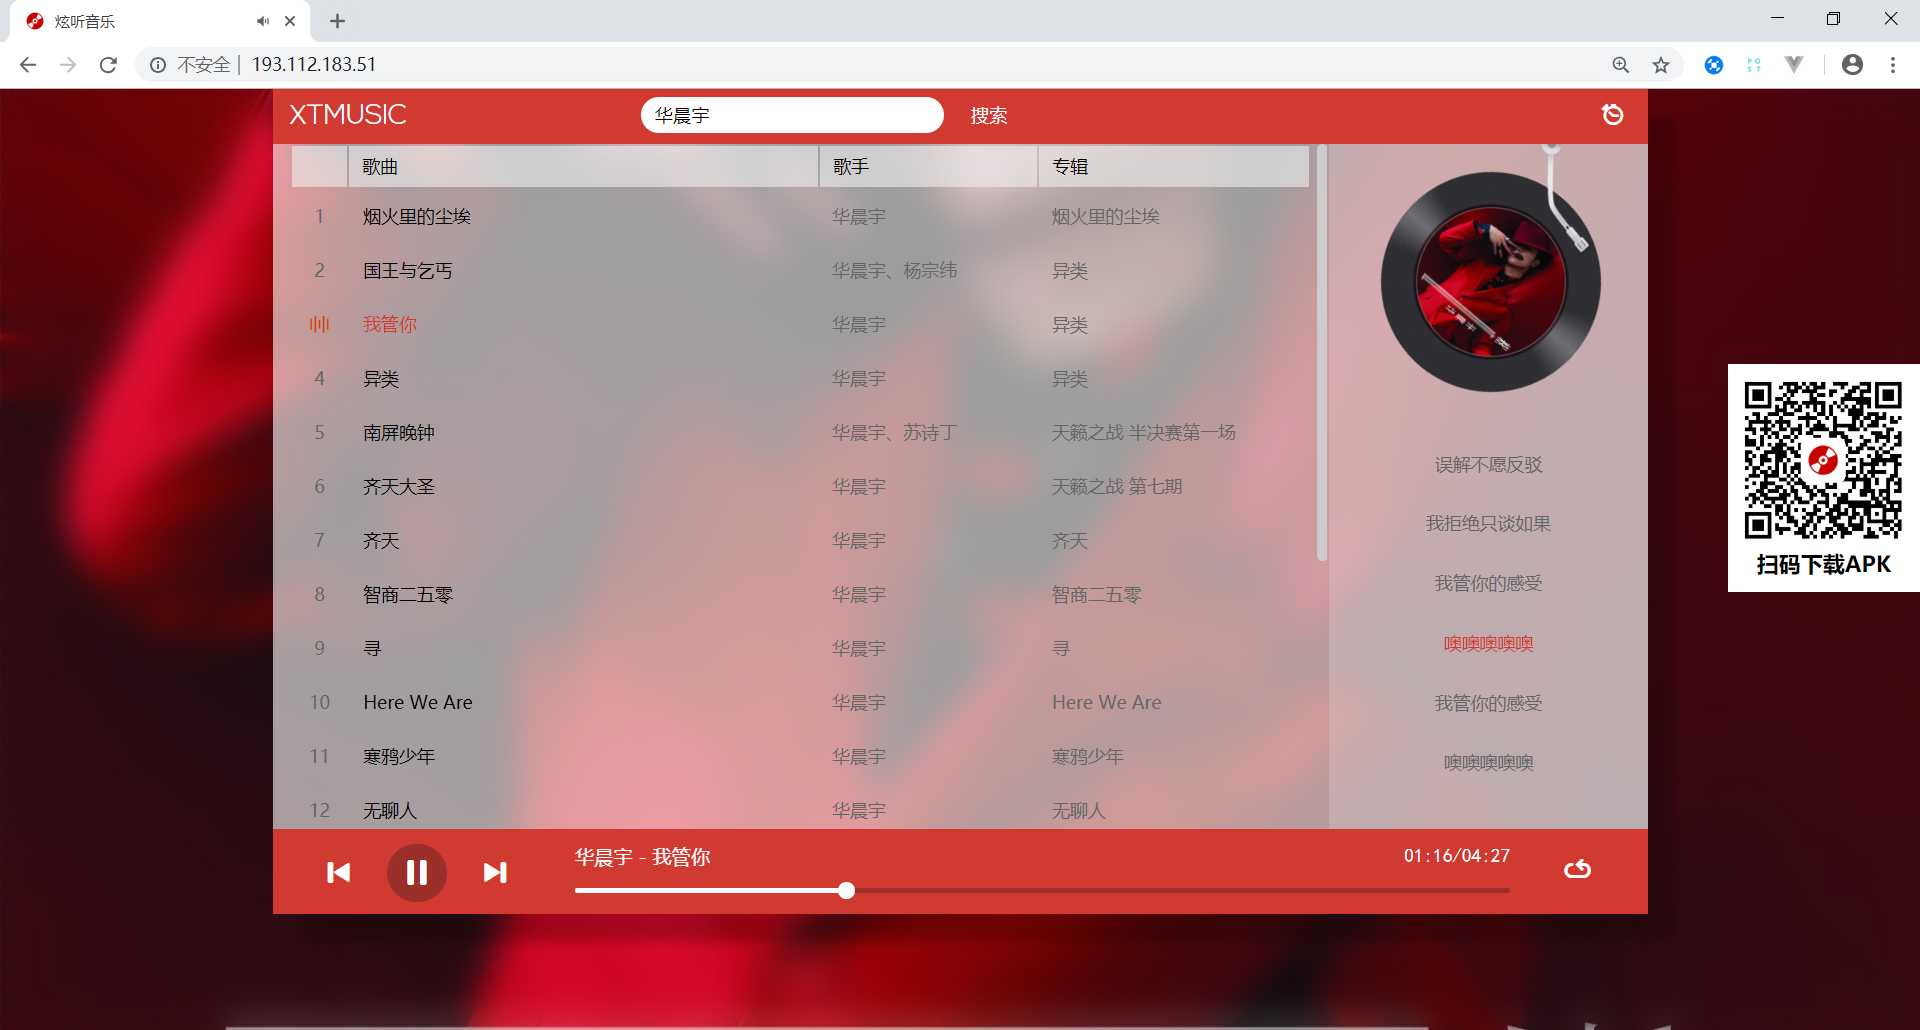 炫听音乐
不安全 193.112.183.51
XTMUSIC 华晨宇 搜索
歌曲 歌手 专辑
1 烟火里的尘埃 华晨宇 烟火里的尘埃
2 国王与乞丐 华晨宇、杨宗纬 异类
我管你 华晨宇 异类
4 异类 华晨宇 异类
5 南屏晚钟 华晨宇、苏诗丁 天籁之战 半决赛第一场
6 齐天大圣 华晨宇 天籁之战 第七期
7 齐天 华晨宇 齐天
8 智商二五零 华晨宇 智商二五零
9 寻 华晨宇 寻
10 Here We Are 华晨宇 Here We Are
11 寒鸦少年 华晨宇 寒鸦少年
12 无聊人 华晨宇 无聊人
误解不愿反驳
我拒绝只谈如果
我管你的感受
噢噢噢噢噢
我管你的感受
噢噢噢噢噢
扫码下载APK
华晨宇 - 我管你
01:16/04:27